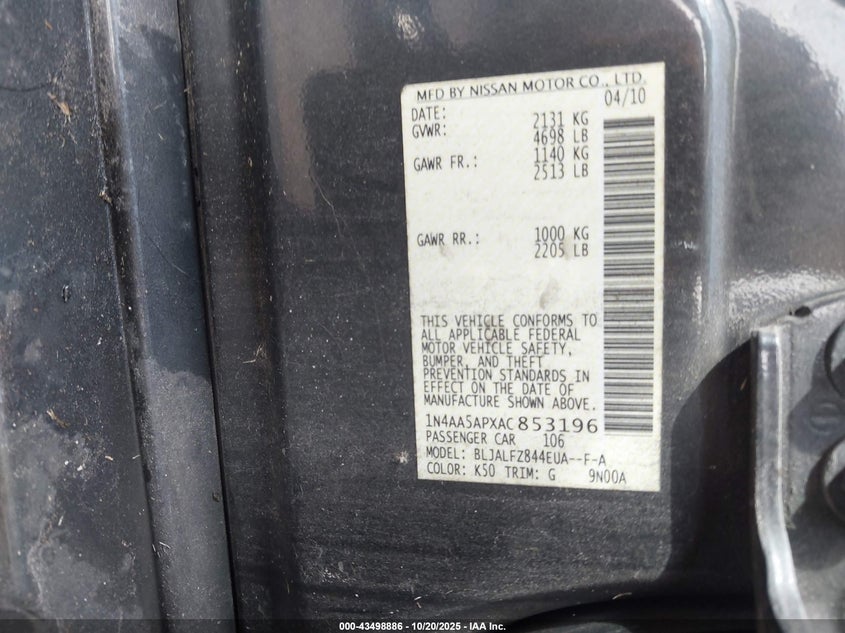 MFD BY NISSAN MOTOR CO., LTD.
DATE: 04/10
GVWR: 2131 KG
4698 LB
GAWR FR.: 1140 KG
2513 LB
GAWR RR.: 1000 KG
2205 LB
THIS VEHICLE CONFORMS TO
ALL APPLICABLE FEDERAL
MOTOR VEHICLE SAFETY,
BUMPER, AND THEFT
PREVENTION STANDARDS IN
EFFECT ON THE DATE OF
MANUFACTURE SHOWN ABOVE.
1N4AA5APXAC853196
PASSENGER CAR 106
MODEL: BLJALFZ844EUA--F-A
COLOR: K50 TRIM: G 9N00A
000-43498886 - 10/20/2025 - IAA Inc.